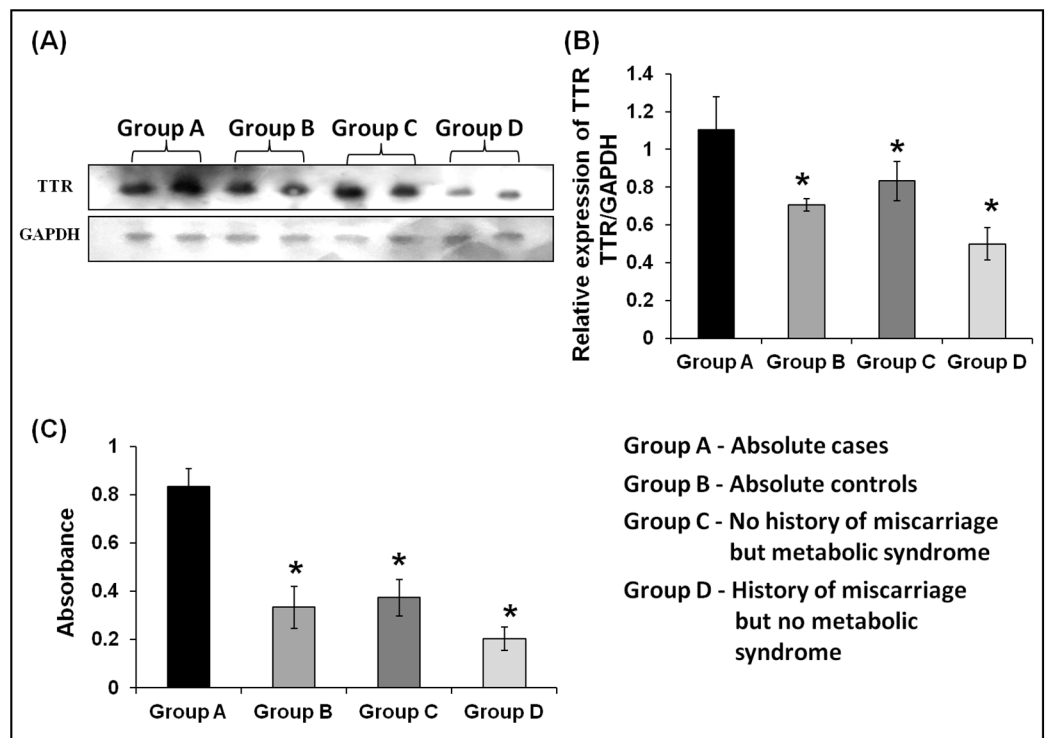 (A)
Group A Group B Group C Group D
TTR
GAPDH
(B)
Relative expression of TTR
TTR/GAPDH
1.4
1.2
1
0.8
0.6
0.4
0.2
0
*
*
*
Group A Group B Group C Group D
(C)
Absorbance
1
0.8
0.6
0.4
0.2
0
*
*
*
Group A Group B Group C Group D
Group A - Absolute cases
Group B - Absolute controls
Group C - No history of miscarriage
but metabolic syndrome
Group D - History of miscarriage
but no metabolic
syndrome